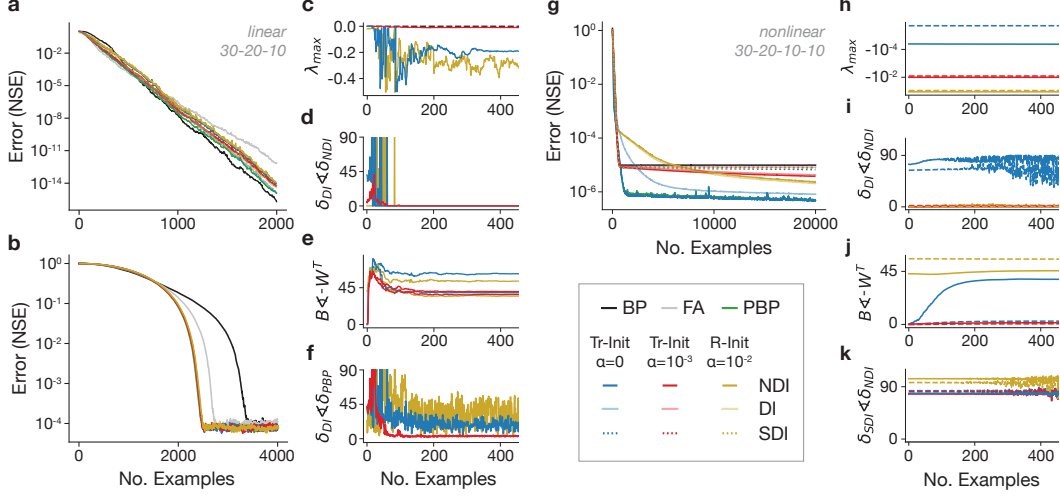 a
linear
30-20-10
Error (NSE)
10⁻²
10⁻⁵
10⁻⁸
10⁻¹¹
10⁻¹⁴
0
1000
2000
b
Error (NSE)
10⁰
10⁻¹
10⁻²
10⁻³
10⁻⁴
0
2000
4000
No. Examples
c
λmax
0.0
-0.2
-0.4
0
200
400
d
δDI∢δNDI
90
45
0
e
B∢-Wᵀ
45
0
f
δDI∢δPBP
90
45
0
0
200
400
No. Examples
g
nonlinear
30-20-10-10
Error (NSE)
10⁰
10⁻²
10⁻⁴
10⁻⁶
0
10000
20000
No. Examples
BP FA PBP
Tr-Init Tr-Init R-Init
α=0 α=10⁻³ α=10⁻²
NDI
DI
SDI
h
λmax
-10⁻⁴
-10⁻²
i
δDI∢δNDI
90
0
j
B∢-Wᵀ
45
0
k
δSDI∢δNDI
90
0
0
200
400
No. Examples